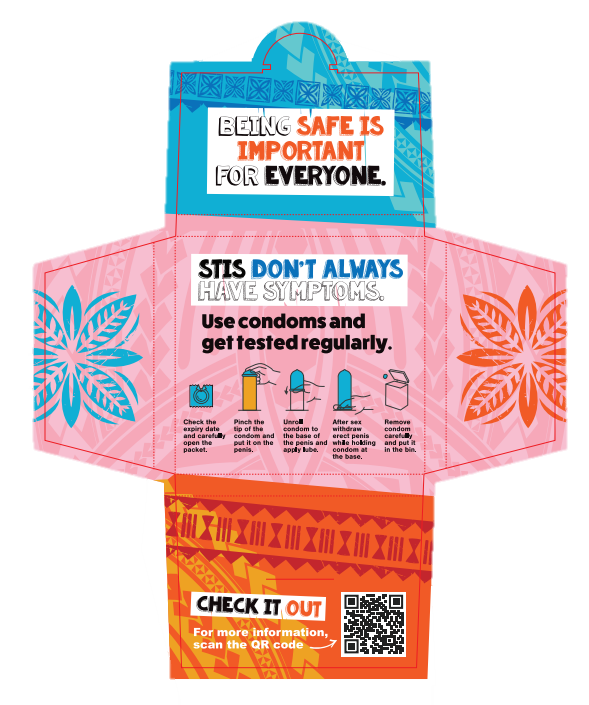 BEING SAFE IS
IMPORTANT
FOR EVERYONE.
STIS DON'T ALWAYS
HAVE SYMPTOMS.
Use condoms and
get tested regularly.
Check the
expiry date
and carefully
open the
packet.
Pinch the
tip of the
condom and
put it on the
penis.
Unroll
condom to
the base of
the penis and
apply lube.
After sex
withdraw
erect penis
while holding
condom at
the base.
Remove
condom
carefully
and put it
in the bin.
CHECK IT OUT
For more information,
scan the QR code